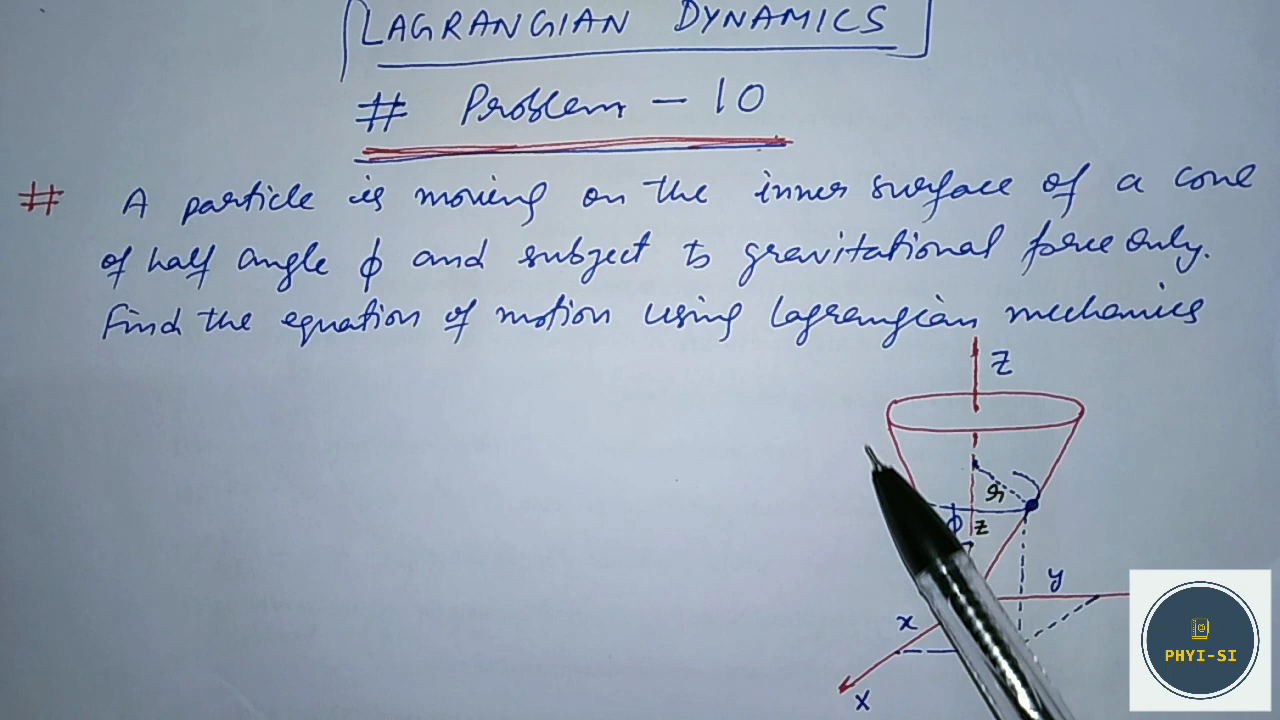 LAGRANGIAN DYNAMICS
# Problem - 10
# A particle is moving on the inner surface of a cone
of half angle ϕ and subject to gravitational force only.
Find the equation of motion using Lagrangian mechanics
Z
r
ϕ z
y
x
X
PHYI-SI